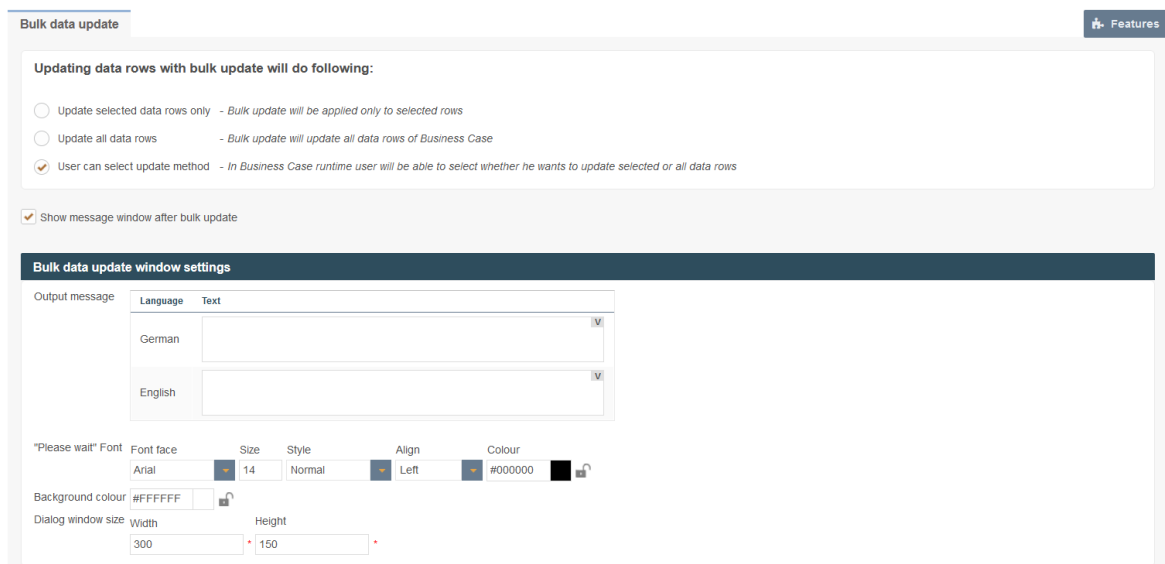 Bulk data update
Features
Updating data rows with bulk update will do following:
Update selected data rows only - Bulk update will be applied only to selected rows
Update all data rows - Bulk update will update all data rows of Business Case
User can select update method - In Business Case runtime user will be able to select whether he wants to update selected or all data rows
Show message window after bulk update
Bulk data update window settings
Output message
Language Text
V
German
V
English
"Please wait" Font Font face Size Style Align Colour
Arial 14 Normal Left #000000
Background colour #FFFFFF
Dialog window size Width Height
300 * 150 *